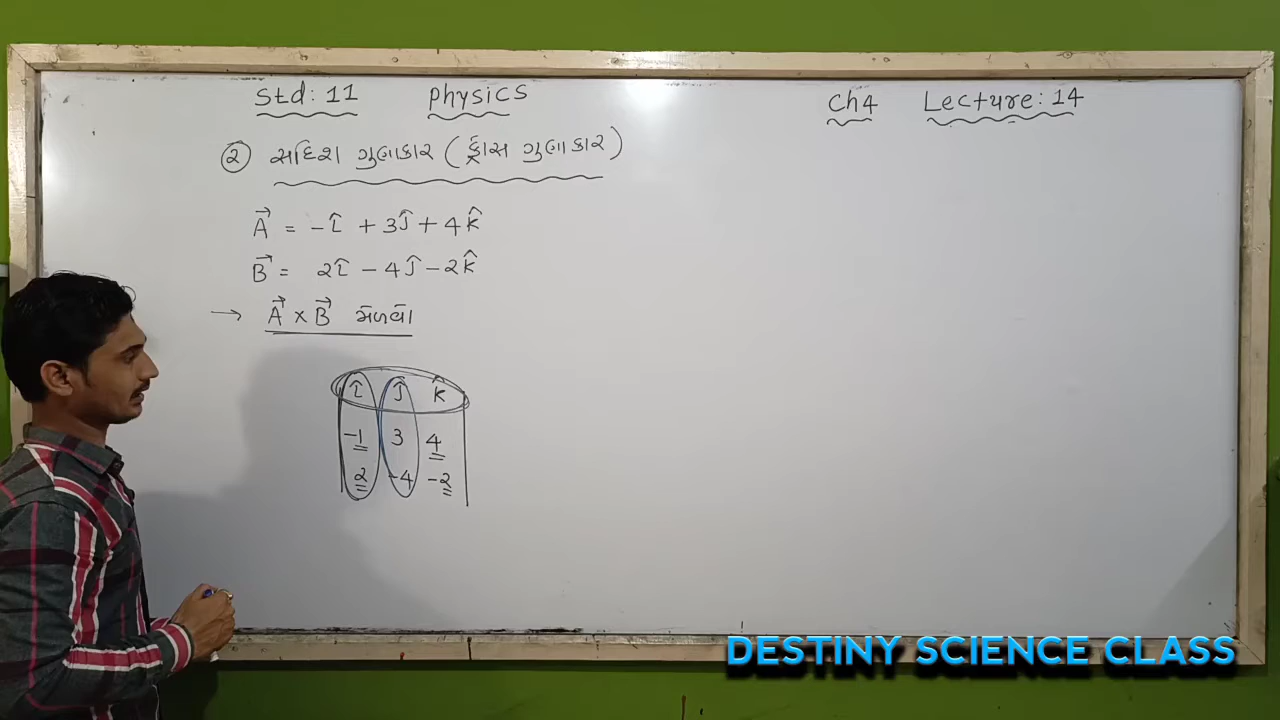 Std: 11 Physics Ch4 Lecture: 14
(૨) સદિશ ગુણાકાર (ક્રોસ ગુણાકાર)
A⃗ = -î + 3ĵ + 4k̂
B⃗ = 2î - 4ĵ - 2k̂
→ A⃗ × B⃗ મેળવો
î ĵ k̂
-1 3 4
2 -4 -2
DESTINY SCIENCE CLASS